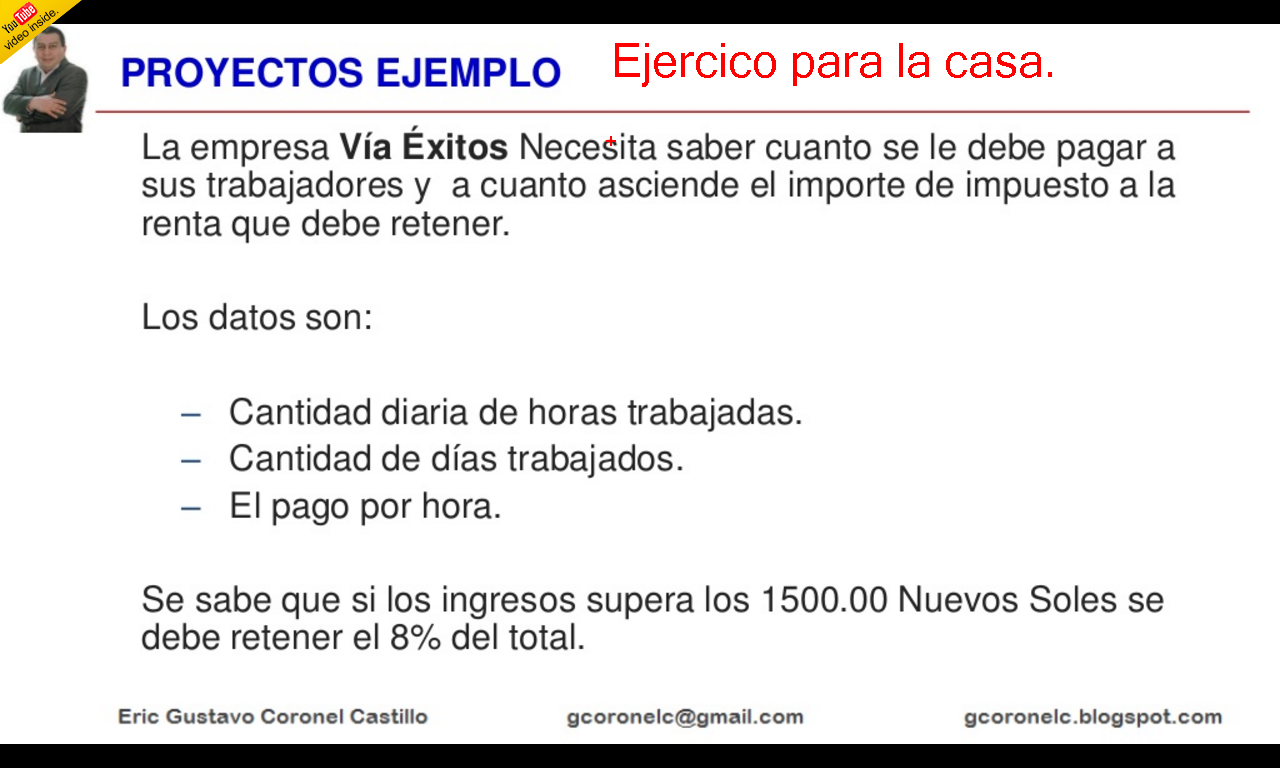 You Tube
video inside.
PROYECTOS EJEMPLO
Ejercico para la casa.
La empresa Vía Éxitos Necesita saber cuanto se le debe pagar a
sus trabajadores y a cuanto asciende el importe de impuesto a la
renta que debe retener.
Los datos son:
– Cantidad diaria de horas trabajadas.
– Cantidad de días trabajados.
– El pago por hora.
Se sabe que si los ingresos supera los 1500.00 Nuevos Soles se
debe retener el 8% del total.
Eric Gustavo Coronel Castillo
gcoronelc@gmail.com
gcoronelc.blogspot.com